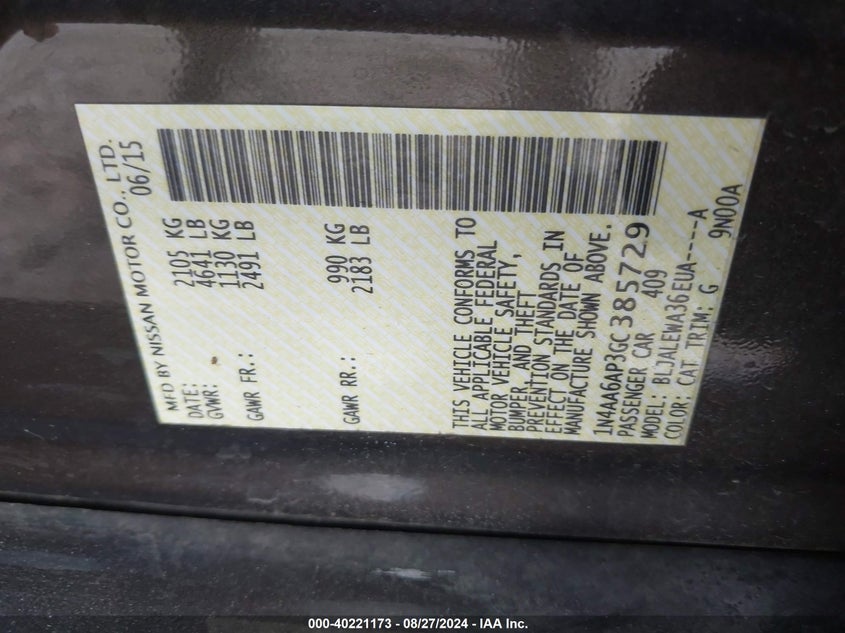 MFD BY NISSAN MOTOR CO., LTD.
DATE: 06/15
GVWR: 2105 KG
4641 LB
GAWR FR.: 1130 KG
2491 LB
GAWR RR.: 990 KG
2183 LB
THIS VEHICLE CONFORMS TO
ALL APPLICABLE FEDERAL
MOTOR VEHICLE SAFETY,
BUMPER, AND THEFT
PREVENTION STANDARDS IN
EFFECT ON THE DATE OF
MANUFACTURE SHOWN ABOVE.
1N4AA6AP3GC385729
PASSENGER CAR 409
MODEL: BLJALEWA36EUA----A
COLOR: CAT TRIM: G 9N00A
000-40221173 - 08/27/2024 - IAA Inc.